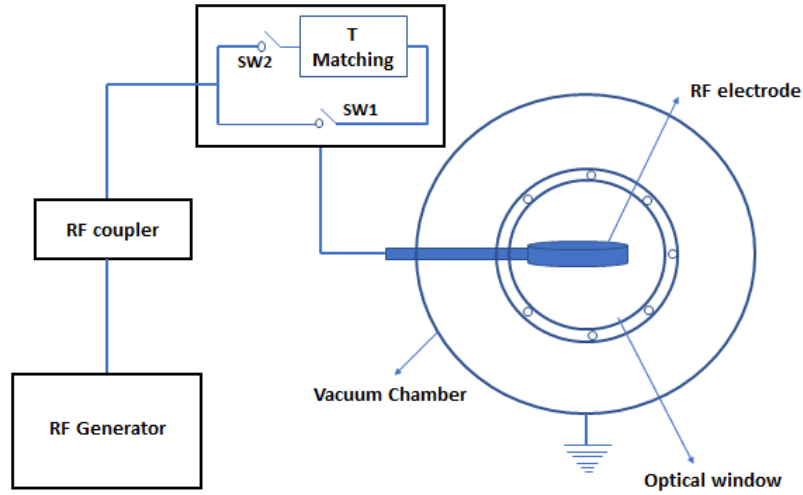 T
Matching
SW2
SW1
RF electrode
RF coupler
Vacuum Chamber
RF Generator
Optical window